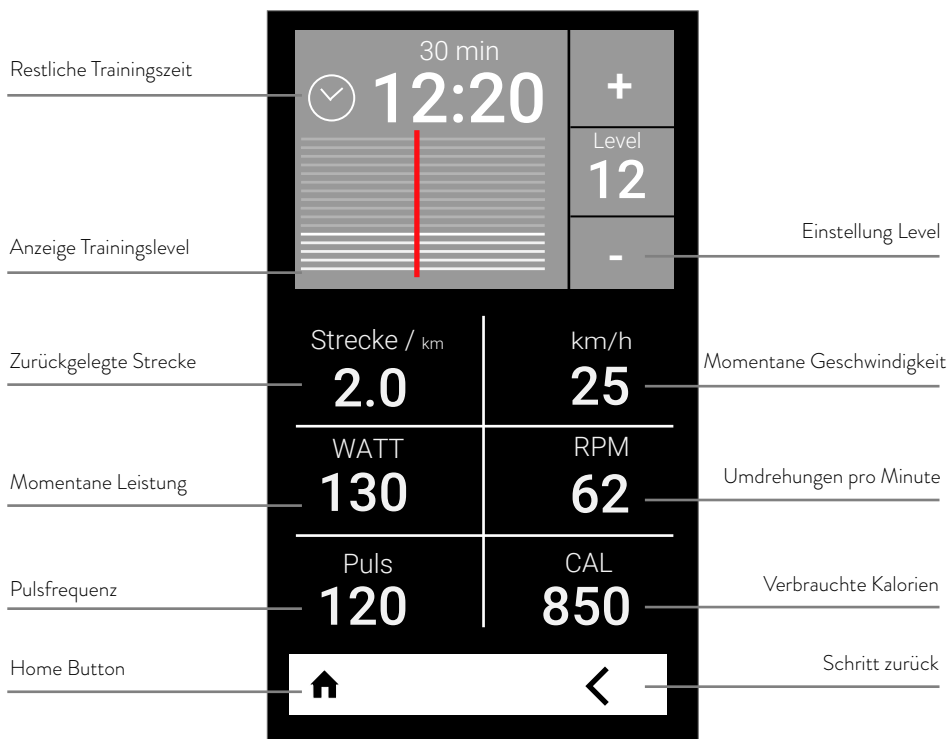 Restliche Trainingszeit
Anzeige Trainingslevel
Zurückgelegte Strecke
Momentane Leistung
Pulsfrequenz
Home Button
30 min
12:20
+
Level
12
-
Strecke / km
2.0
km/h
25
WATT
130
RPM
62
Puls
120
CAL
850
Einstellung Level
Momentane Geschwindigkeit
Umdrehungen pro Minute
Verbrauchte Kalorien
Schritt zurück